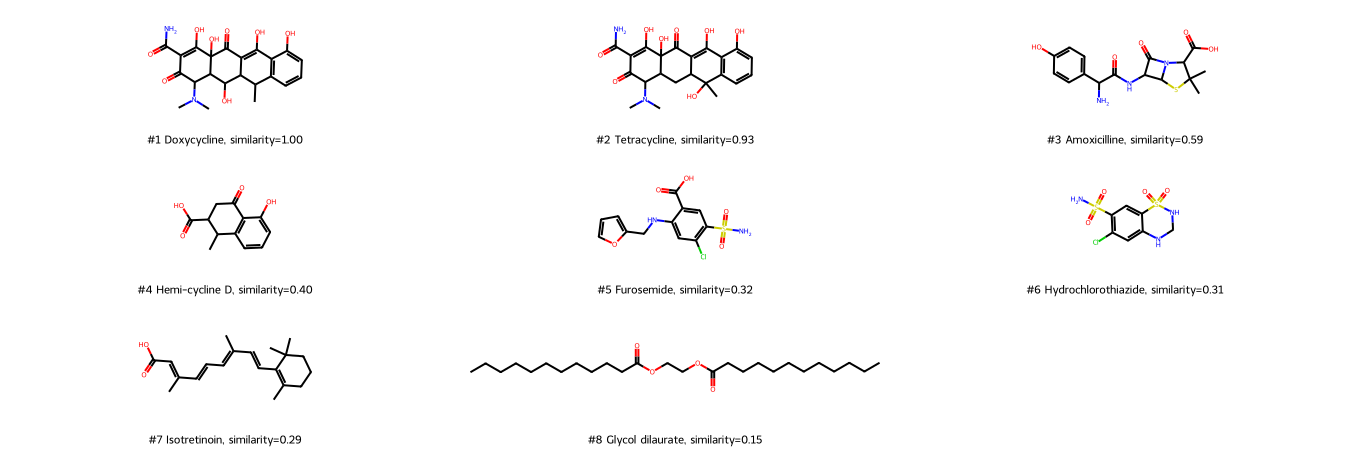 #1 Doxycycline, similarity=1.00
#2 Tetracycline, similarity=0.93
#3 Amoxicilline, similarity=0.59
#4 Hemi-cycline D, similarity=0.40
#5 Furosemide, similarity=0.32
#6 Hydrochlorothiazide, similarity=0.31
#7 Isotretinoin, similarity=0.29
#8 Glycol dilaurate, similarity=0.15